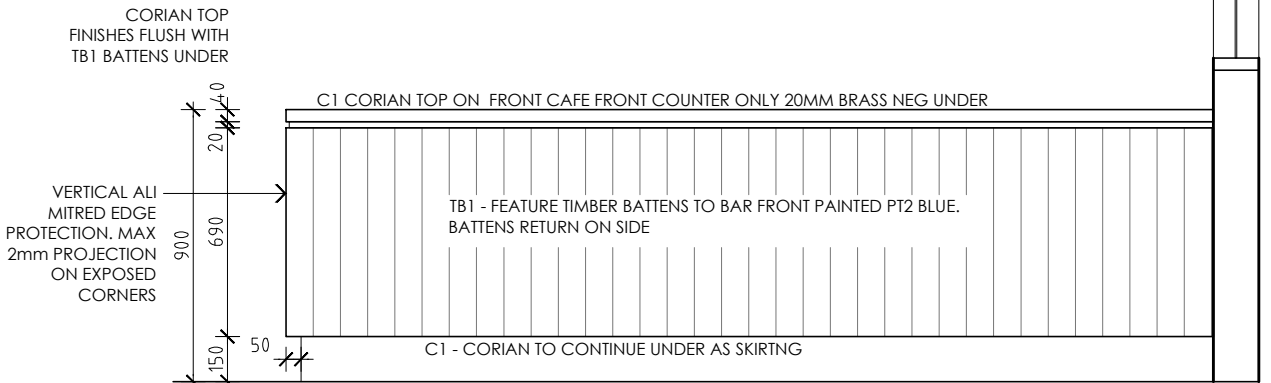 CORIAN TOP
FINISHES FLUSH WITH
TB1 BATTENS UNDER
40
C1 CORIAN TOP ON FRONT CAFE FRONT COUNTER ONLY 20MM BRASS NEG UNDER
20
VERTICAL ALI
MITRED EDGE
PROTECTION. MAX
2mm PROJECTION
ON EXPOSED
CORNERS
900
690
TB1 - FEATURE TIMBER BATTENS TO BAR FRONT PAINTED PT2 BLUE.
BATTENS RETURN ON SIDE
150
50
C1 - CORIAN TO CONTINUE UNDER AS SKIRTNG